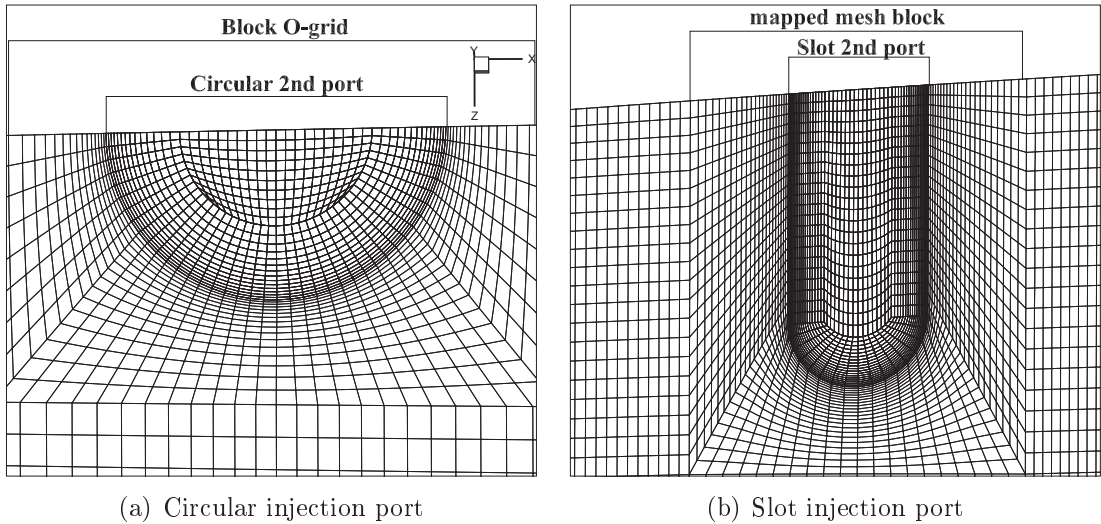 Block O-grid
Circular 2nd port
Y
X
Z
mapped mesh block
Slot 2nd port
(a) Circular injection port
(b) Slot injection port